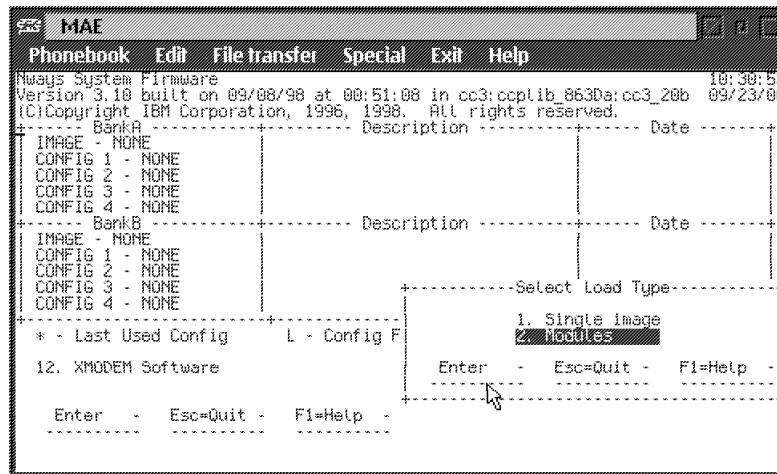 MAE
Phonebook Edit File transfer Special Exit Help
Nways System Firmware 10:30:5
Version 3.10 built on 09/08/98 at 00:51:08 in cc3:ccplib_863Da:cc3_20b 09/23/0
(C)Copyright IBM Corporation, 1996, 1998. All rights reserved.
+------ BankA ---------------+--------- Description -----------+------ Date -------+
IMAGE - NONE
CONFIG 1 - NONE
CONFIG 2 - NONE
CONFIG 3 - NONE
CONFIG 4 - NONE
+------ BankB ---------------+--------- Description -----------+------ Date -------+
IMAGE - NONE
CONFIG 1 - NONE
CONFIG 2 - NONE
CONFIG 3 - NONE
CONFIG 4 - NONE
+-----------Select Load Type-----------
1. Single image
2. Modules
Enter - Esc=Quit - F1=Help -
* - Last Used Config L - Config F
12. XMODEM Software
Enter - Esc=Quit - F1=Help -